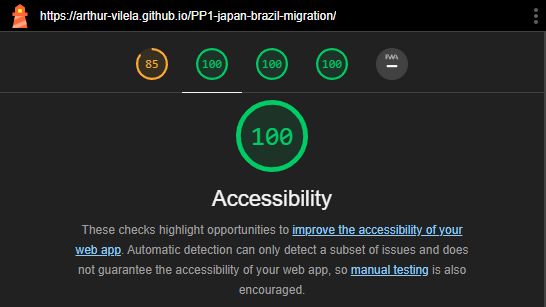 https://arthur-vilela.github.io/PP1-japan-brazil-migration/
85 100 100 100 PWA
100
Accessibility
These checks highlight opportunities to improve the accessibility of your
web app. Automatic detection can only detect a subset of issues and does
not guarantee the accessibility of your web app, so manual testing is also
encouraged.